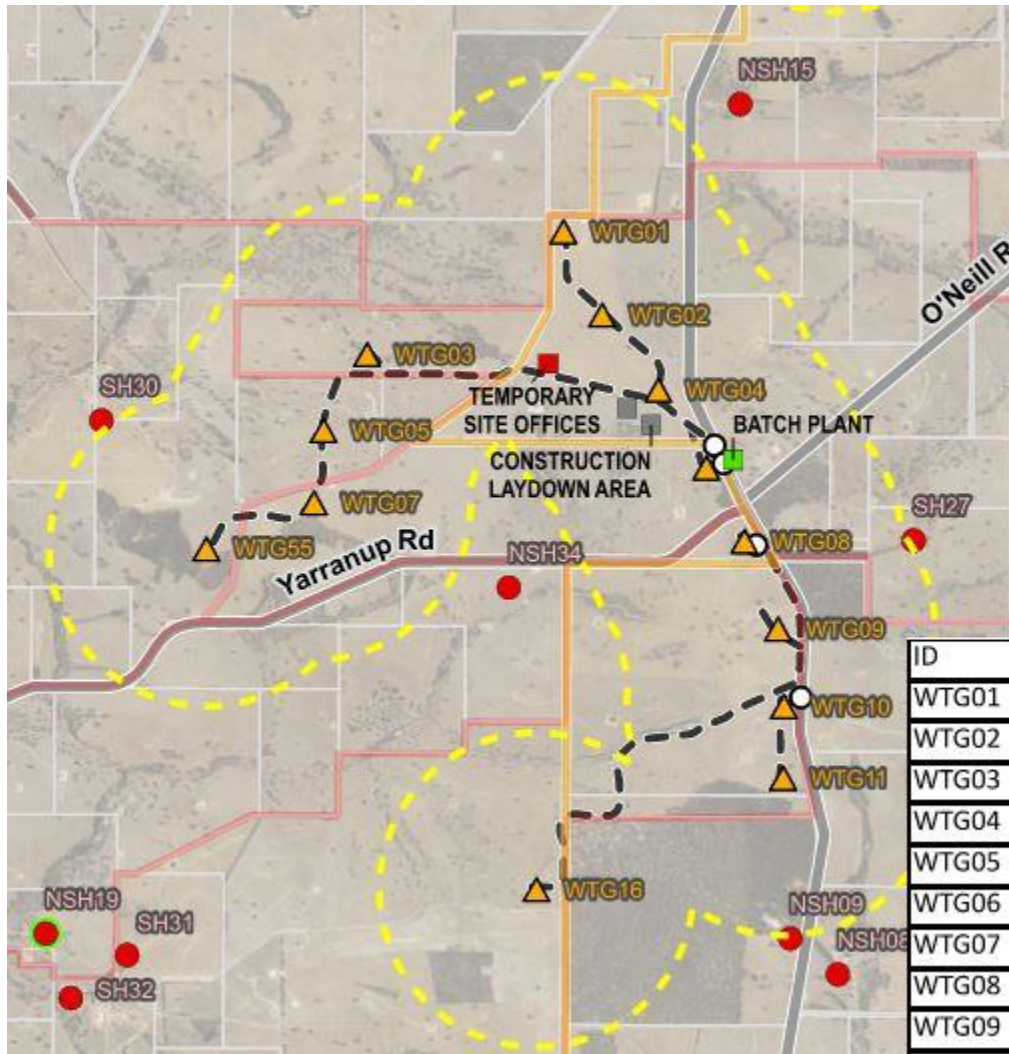 NSH15
WTG01
O'Neill R
WTG02
WTG03
SH30
TEMPORARY
SITE OFFICES
WTG04
WTG05
BATCH PLANT
CONSTRUCTION
LAYDOWN AREA
WTG07
SH27
WTG55
Yarranup Rd
NSH34
WTG08
WTG09
WTG10
WTG11
WTG16
NSH19
SH31
SH32
NSH09
NSH08
ID
WTG01
WTG02
WTG03
WTG04
WTG05
WTG06
WTG07
WTG08
WTG09